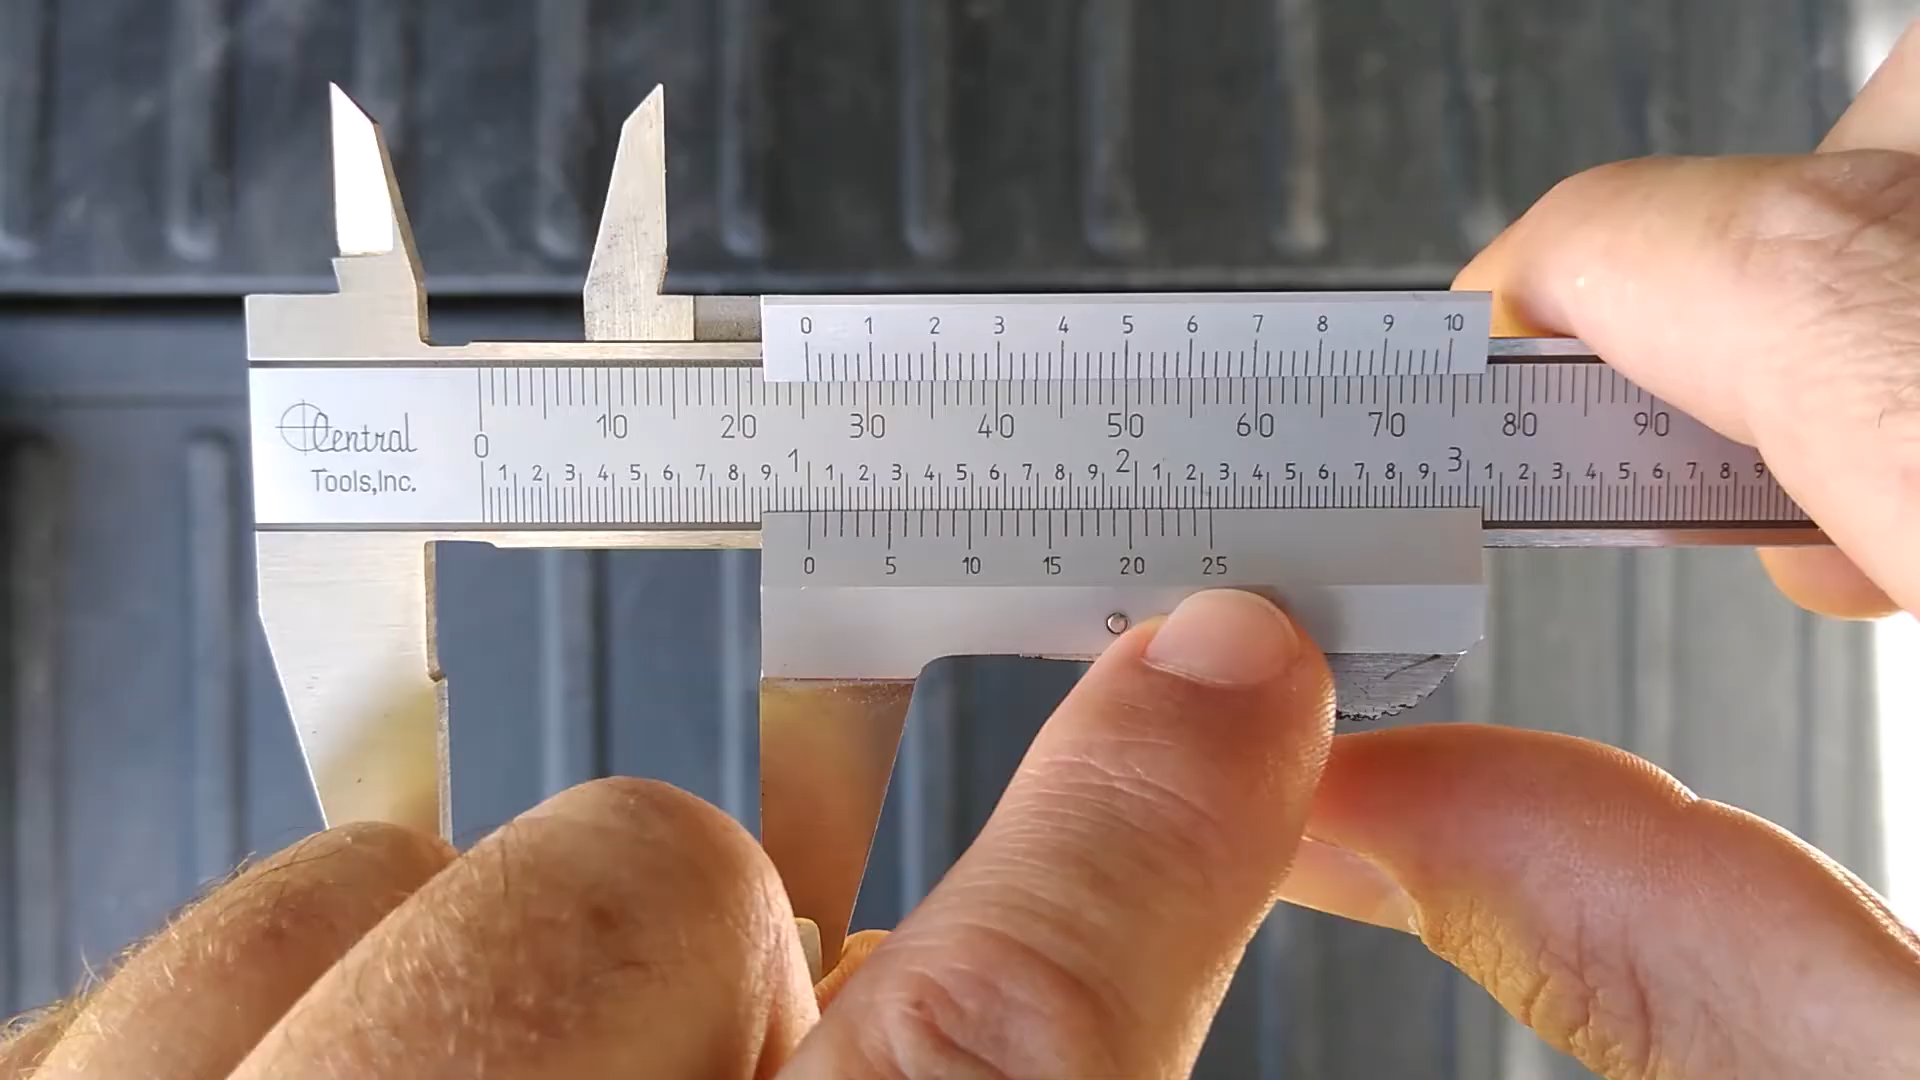 0 1 2 3 4 5 6 7 8 9 10
0 10 20 30 40 50 60 70 80 90
Central
Tools,Inc.
1 2 3 4 5 6 7 8 9 1 1 2 3 4 5 6 7 8 9 2 1 2 3 4 5 6 7 8 9 3 1 2 3 4 5 6 7 8 9
0 5 10 15 20 25